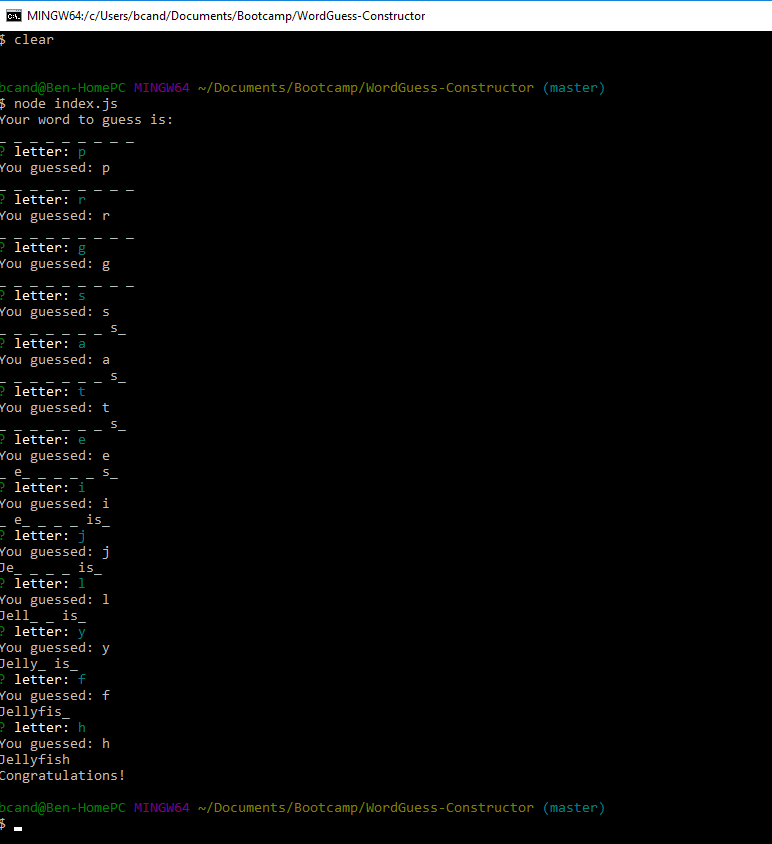 MINGW64:/c/Users/bcand/Documents/Bootcamp/WordGuess-Constructor
$ clear
bcand@Ben-HomePC MINGW64 ~/Documents/Bootcamp/WordGuess-Constructor (master)
$ node index.js
Your word to guess is:
_ _ _ _ _ _ _ _ _
? letter: p
You guessed: p
_ _ _ _ _ _ _ _ _
? letter: r
You guessed: r
_ _ _ _ _ _ _ _ _
? letter: g
You guessed: g
_ _ _ _ _ _ _ _ _
? letter: s
You guessed: s
_ _ _ _ _ _ _ s_
? letter: a
You guessed: a
_ _ _ _ _ _ _ s_
? letter: t
You guessed: t
_ _ _ _ _ _ _ s_
? letter: e
You guessed: e
_ e_ _ _ _ _ s_
? letter: i
You guessed: i
_ e_ _ _ _ is_
? letter: j
You guessed: j
Je_ _ _ _ is_
? letter: l
You guessed: l
Jell_ _ is_
? letter: y
You guessed: y
Jelly_ is_
? letter: f
You guessed: f
Jellyfis_
? letter: h
You guessed: h
Jellyfish
Congratulations!
bcand@Ben-HomePC MINGW64 ~/Documents/Bootcamp/WordGuess-Constructor (master)
$